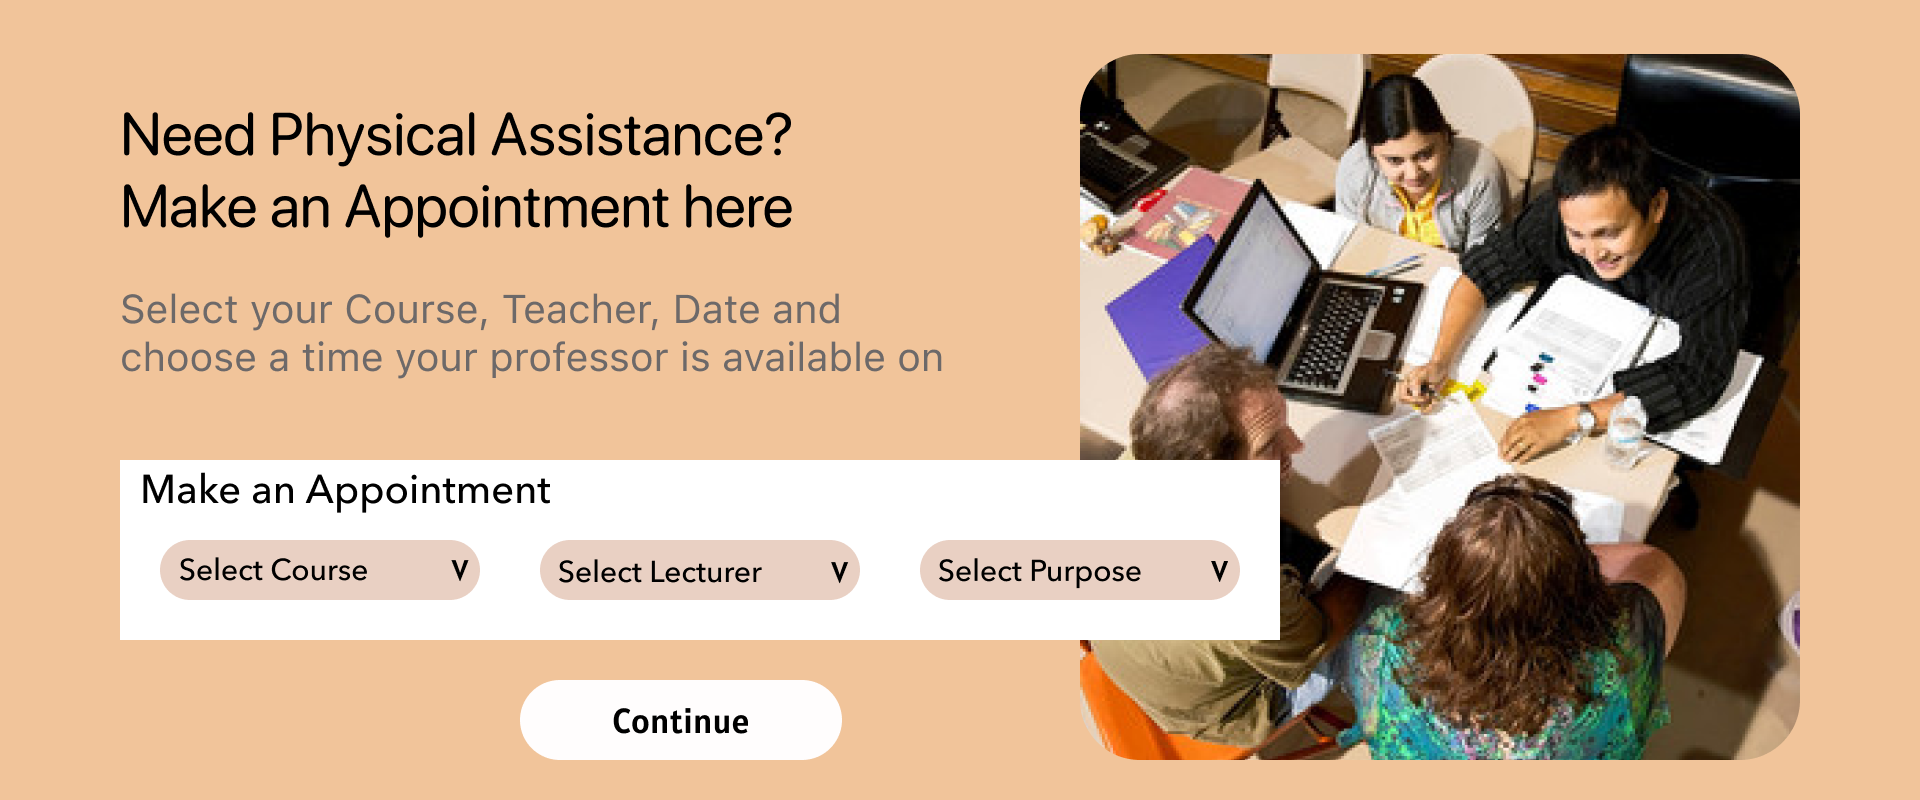 Need Physical Assistance?
Make an Appointment here
Select your Course, Teacher, Date and
choose a time your professor is available on
Make an Appointment
Select Course V
Select Lecturer V
Select Purpose V
Continue